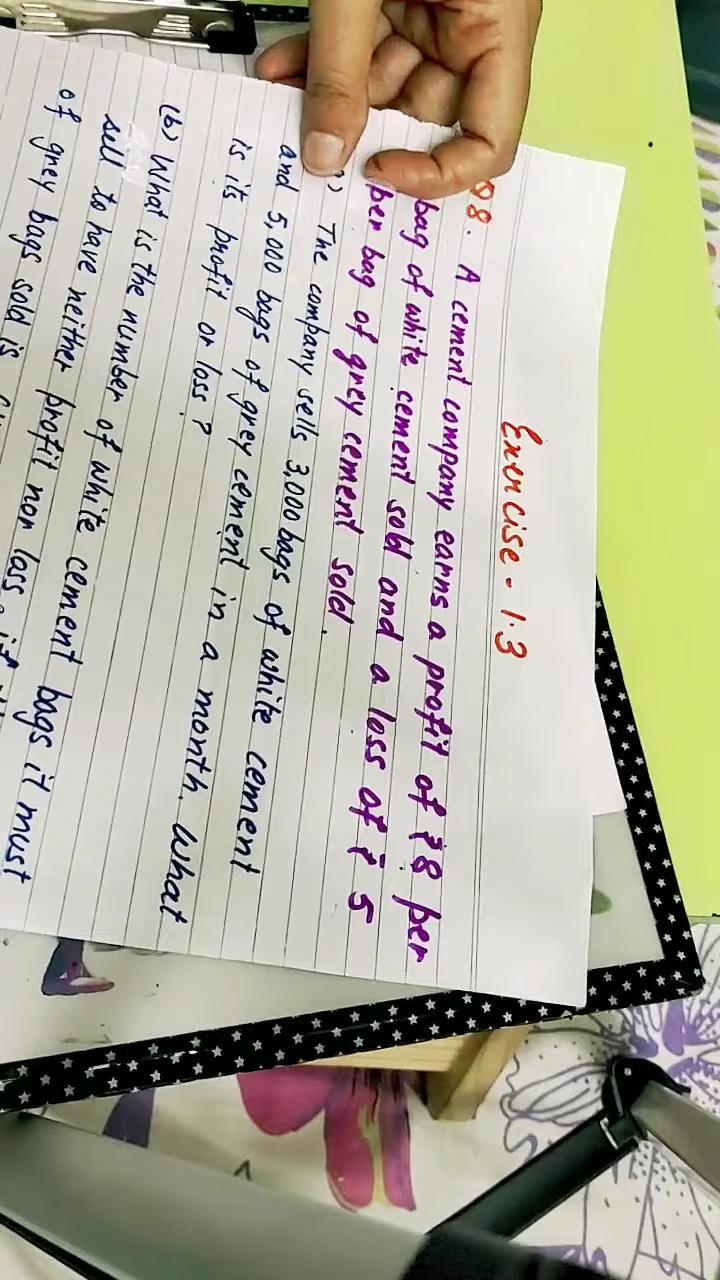 Exercise - 1.3
Q8. A cement company earns a profit of ₹8 per
bag of white cement sold and a loss of ₹ 5
per bag of grey cement sold.
) The company sells 3,000 bags of white cement
and 5,000 bags of grey cement in a month. What
is its profit or loss?
(b) What is the number of white cement bags it must
sell to have neither profit nor loss, if
of grey bags sold is